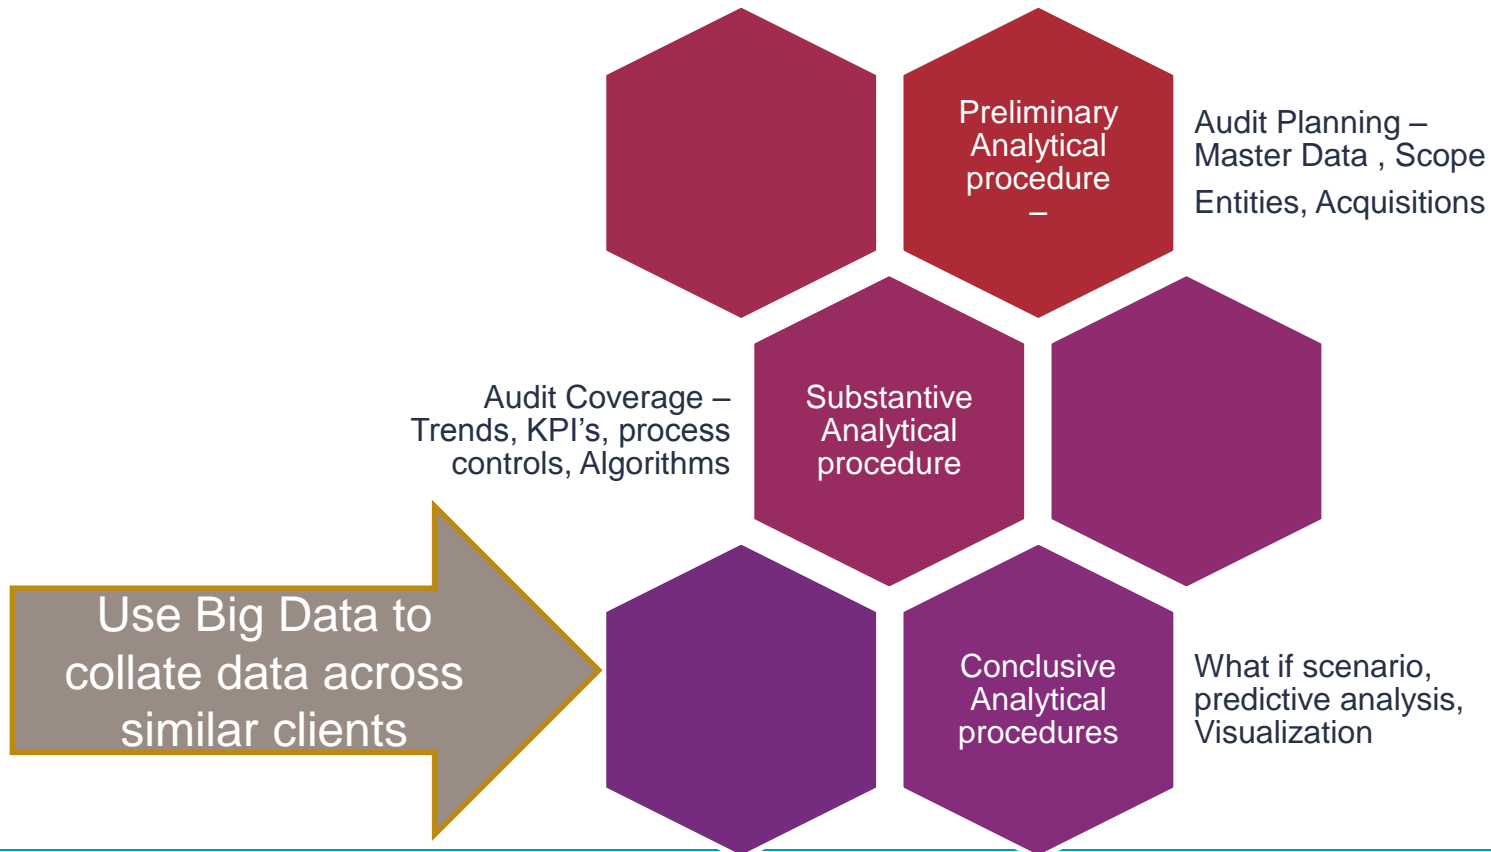 Preliminary
Analytical
procedure
–
Audit Planning –
Master Data , Scope
Entities, Acquisitions
Audit Coverage –
Trends, KPI’s, process
controls, Algorithms
Substantive
Analytical
procedure
Use Big Data to
collate data across
similar clients
Conclusive
Analytical
procedures
What if scenario,
predictive analysis,
Visualization